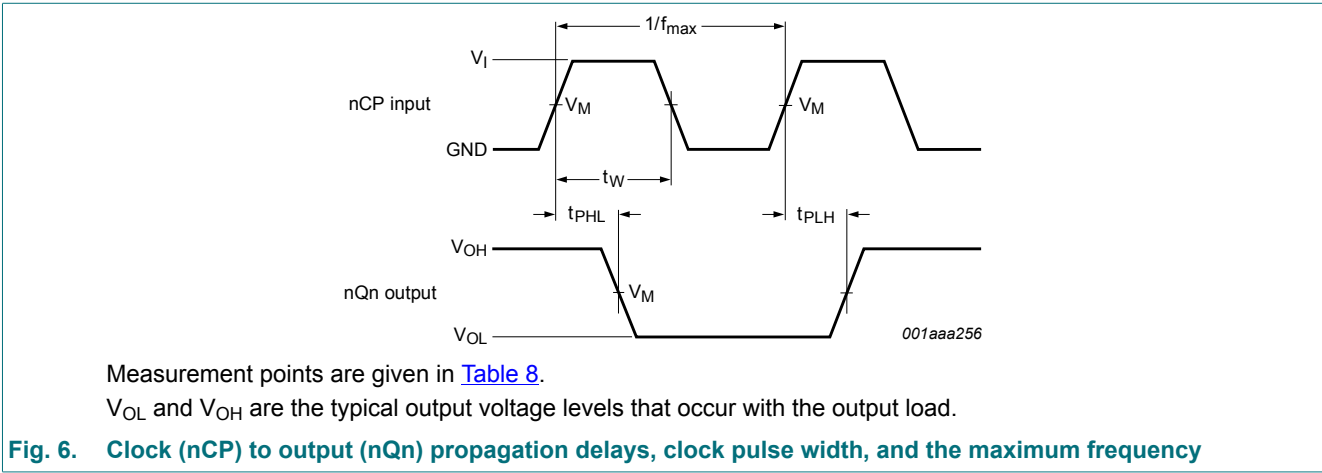 1/fmax
VI
nCP input
VM
VM
GND
tW
tPHL
tPLH
VOH
nQn output
VM
VOL
001aaa256
Measurement points are given in Table 8.
VOL and VOH are the typical output voltage levels that occur with the output load.
Fig. 6. Clock (nCP) to output (nQn) propagation delays, clock pulse width, and the maximum frequency